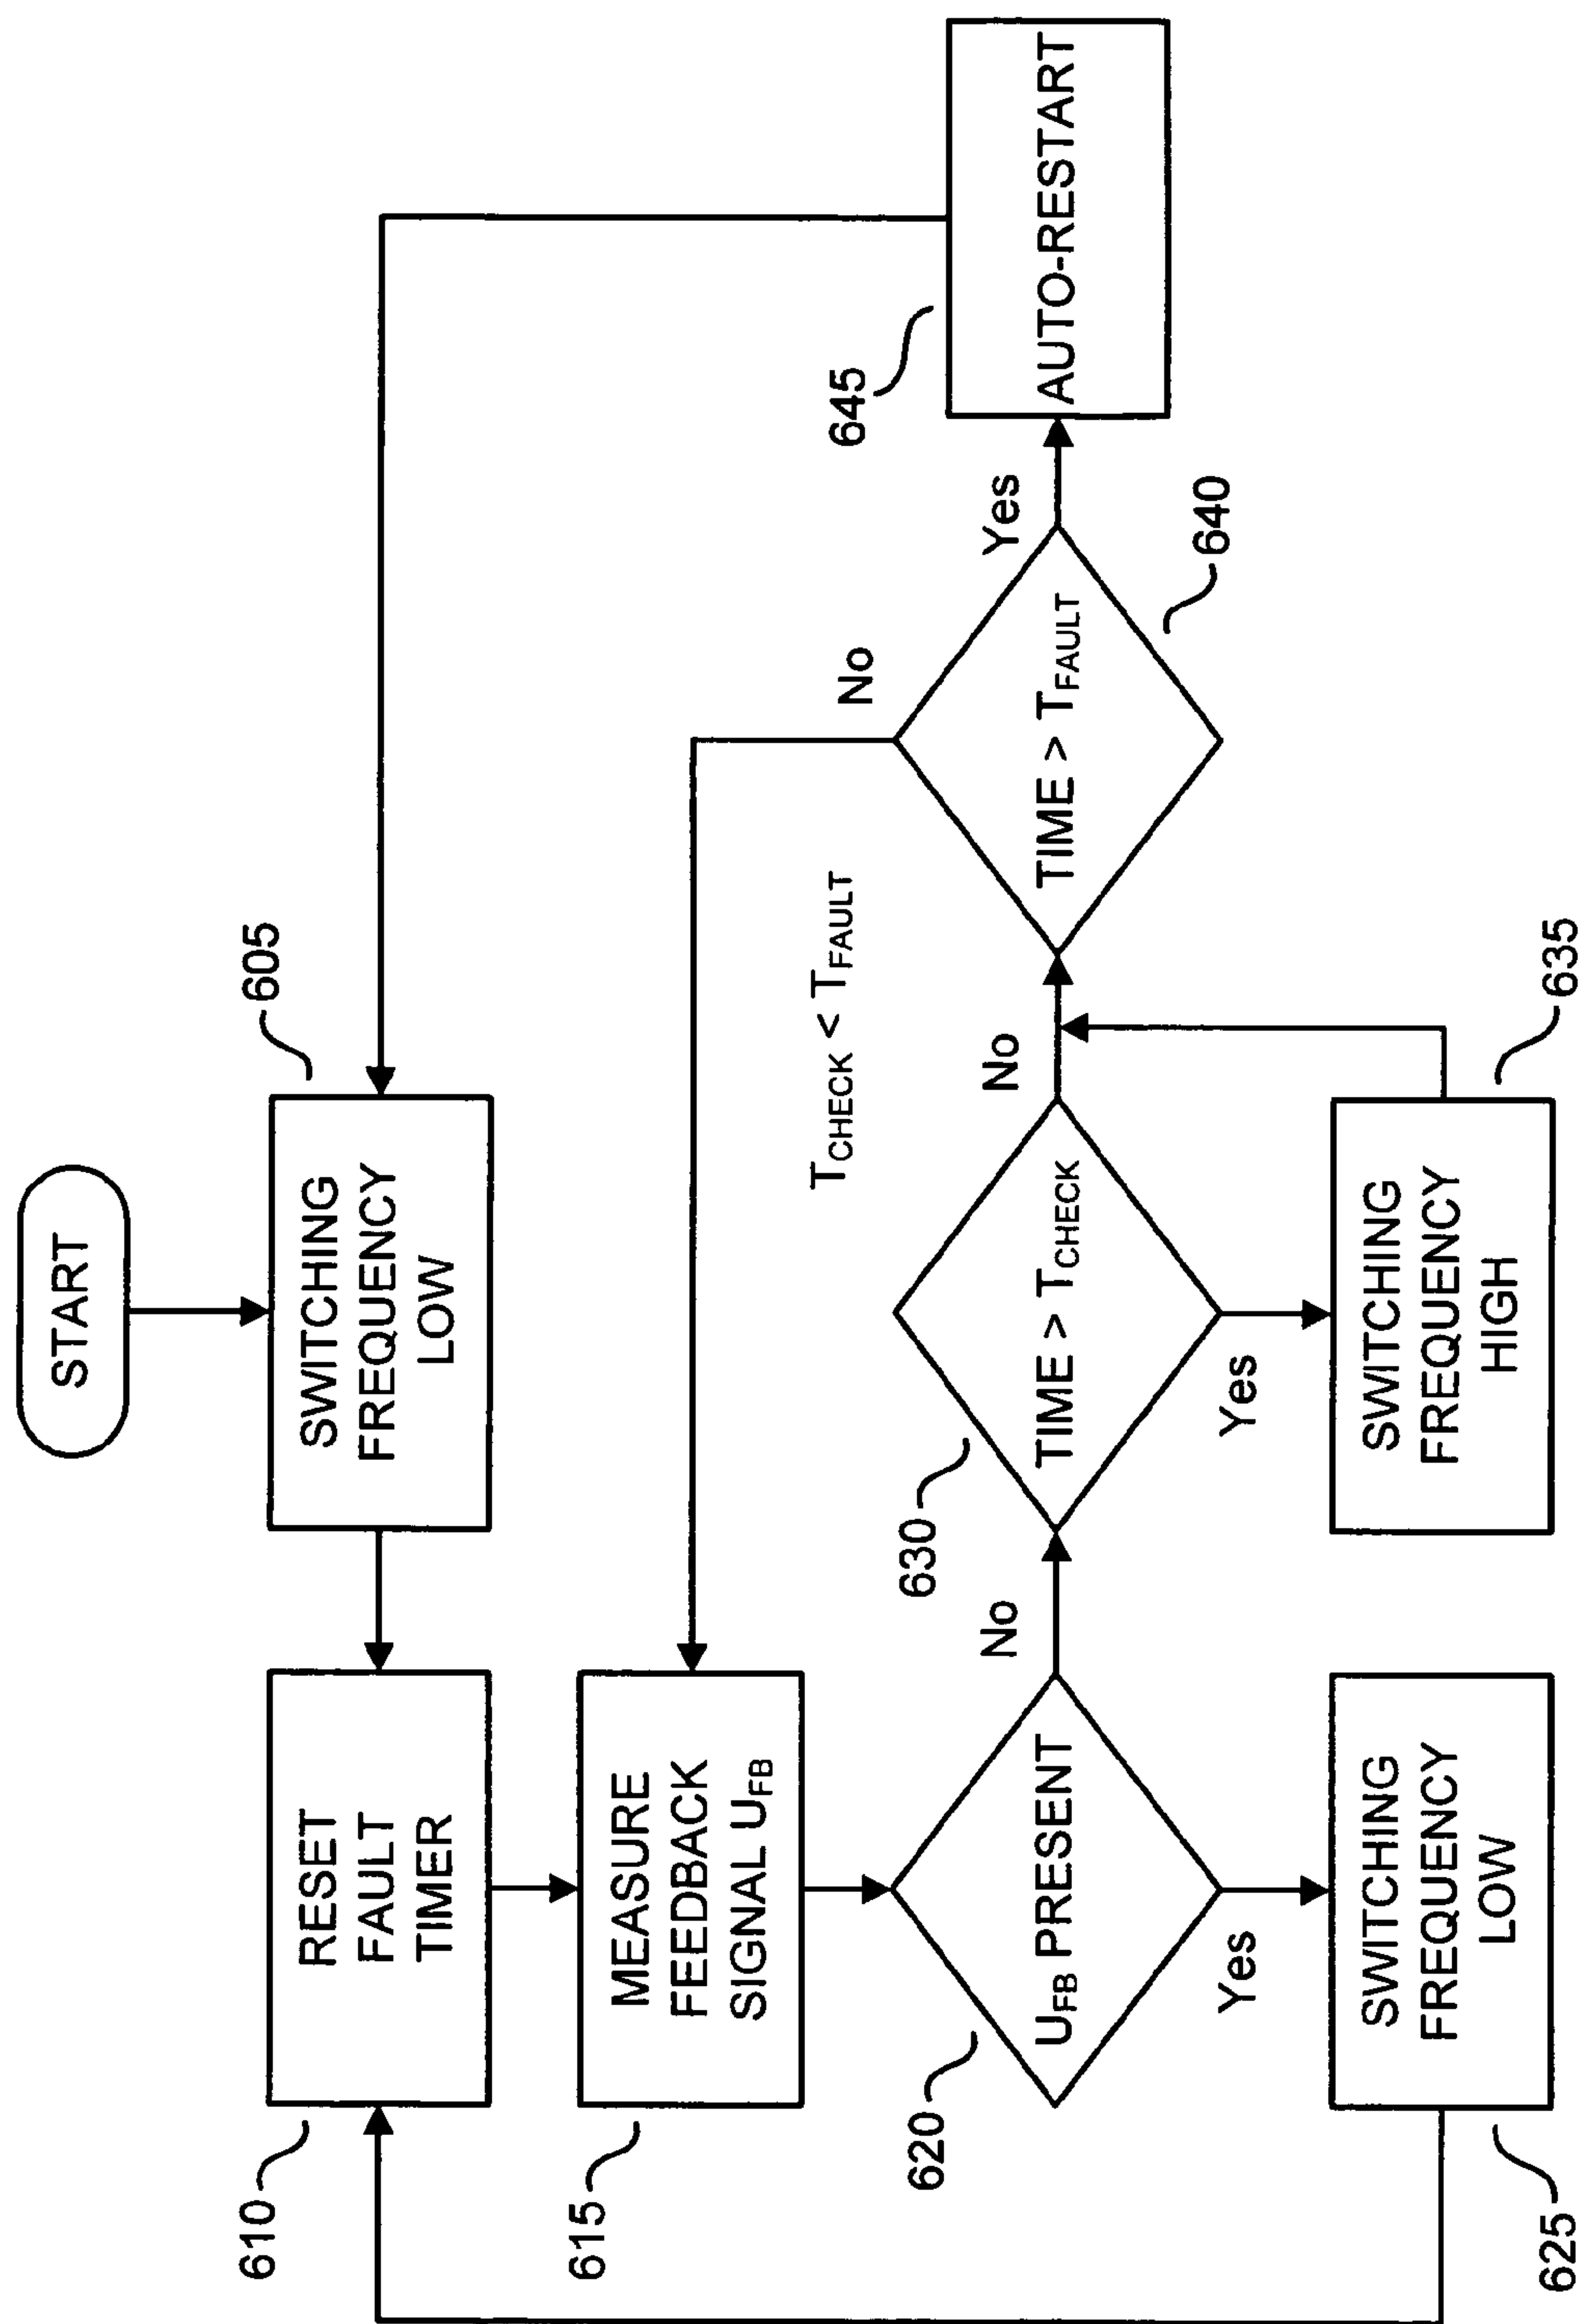 START
605
SWITCHING
FREQUENCY
LOW
610
RESET
FAULT
TIMER
615
MEASURE
FEEDBACK
SIGNAL UFB
620
UFB PRESENT
No
Yes
625
SWITCHING
FREQUENCY
LOW
630
TIME > TCHECK
No
Yes
635
SWITCHING
FREQUENCY
HIGH
TCHECK < TFAULT
640
TIME > TFAULT
No
Yes
645
AUTO-RESTART